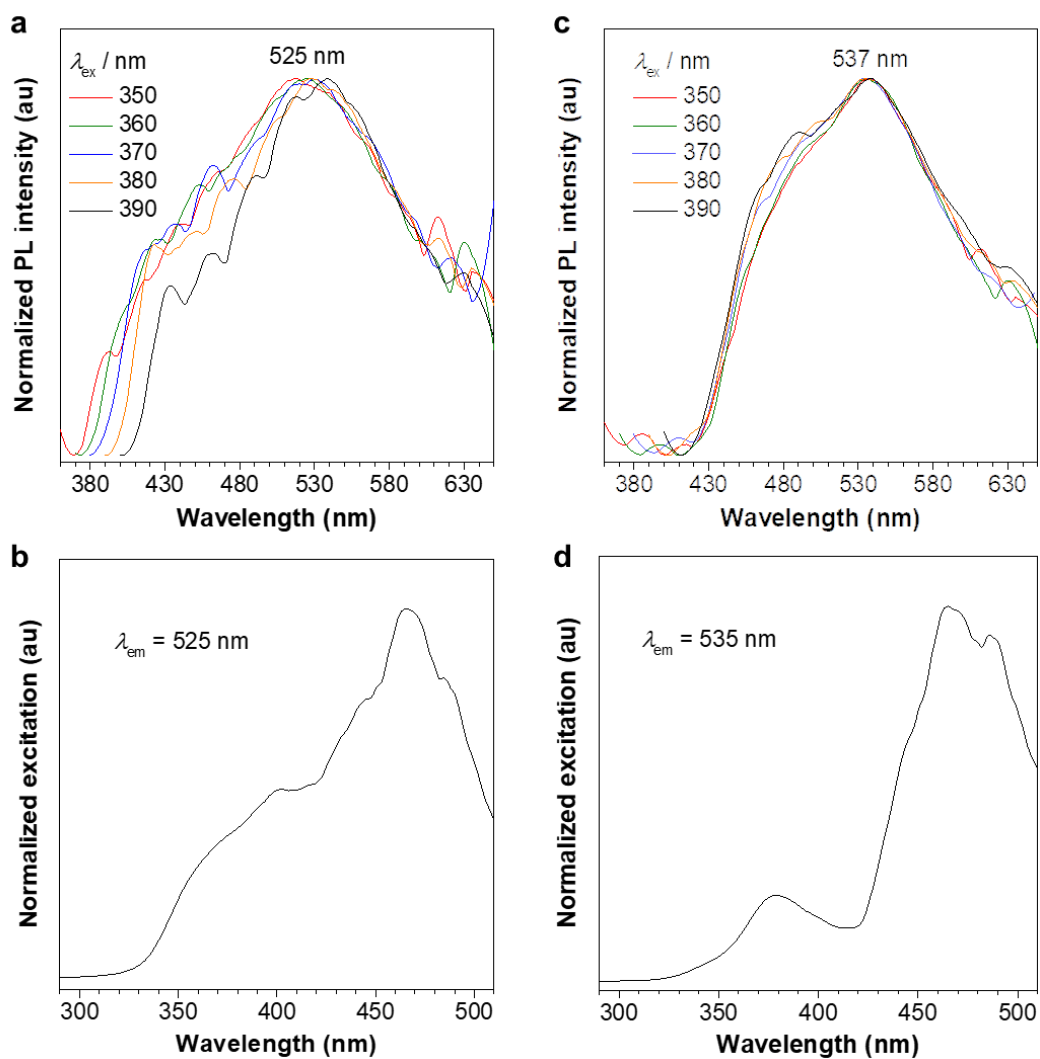 a
525 nm
λex / nm
350
360
370
380
390
Normalized PL intensity (au)
380 430 480 530 580 630
Wavelength (nm)
c
537 nm
λex / nm
350
360
370
380
390
Normalized PL intensity (au)
380 430 480 530 580 630
Wavelength (nm)
b
λem = 525 nm
Normalized excitation (au)
300 350 400 450 500
Wavelength (nm)
d
λem = 535 nm
Normalized excitation (au)
300 350 400 450 500
Wavelength (nm)